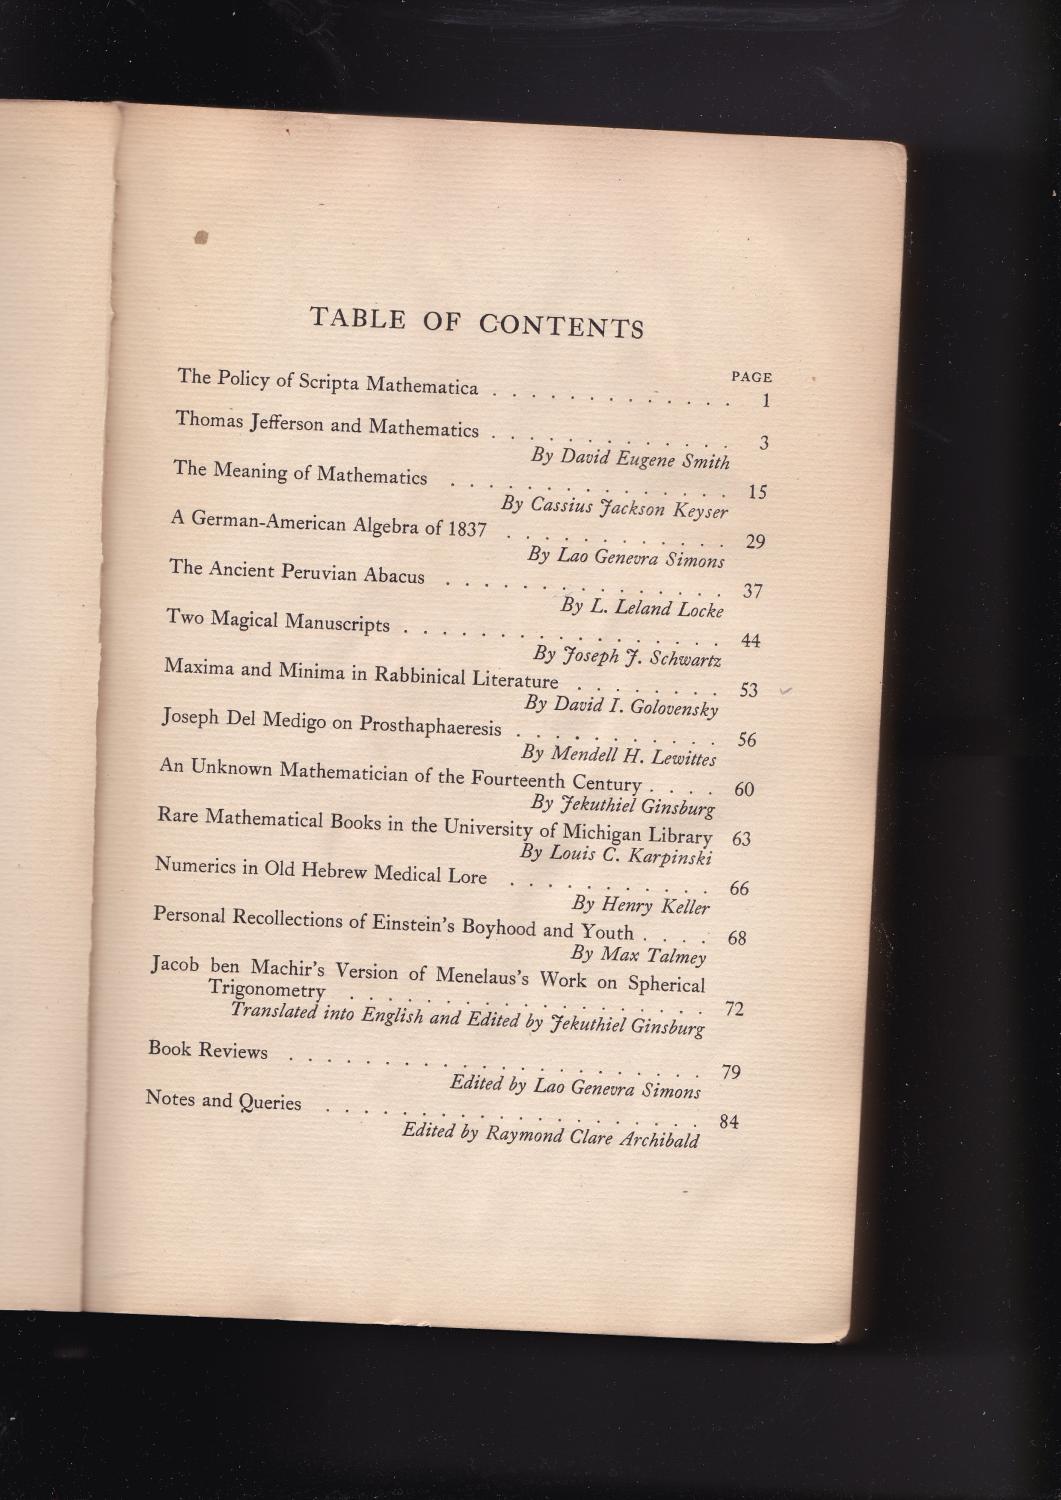 TABLE OF CONTENTS
PAGE
The Policy of Scripta Mathematica . . . . . . . . . . . . . 1
Thomas Jefferson and Mathematics . . . . . . . . . . . . . 3
By David Eugene Smith
The Meaning of Mathematics . . . . . . . . . . . . . . . 15
By Cassius Jackson Keyser
A German-American Algebra of 1837 . . . . . . . . . . . . 29
By Lao Genevra Simons
The Ancient Peruvian Abacus . . . . . . . . . . . . . . . 37
By L. Leland Locke
Two Magical Manuscripts . . . . . . . . . . . . . . . . . 44
By Joseph J. Schwartz
Maxima and Minima in Rabbinical Literature . . . . . . . . 53
By David I. Golovensky
Joseph Del Medigo on Prosthaphaeresis . . . . . . . . . . . 56
By Mendell H. Lewittes
An Unknown Mathematician of the Fourteenth Century . . . . 60
By Jekuthiel Ginsburg
Rare Mathematical Books in the University of Michigan Library 63
By Louis C. Karpinski
Numerics in Old Hebrew Medical Lore . . . . . . . . . . . 66
By Henry Keller
Personal Recollections of Einstein's Boyhood and Youth . . . . 68
By Max Talmey
Jacob ben Machir's Version of Menelaus's Work on Spherical
Trigonometry . . . . . . . . . . . . . . . . . . . 72
Translated into English and Edited by Jekuthiel Ginsburg
Book Reviews . . . . . . . . . . . . . . . . . . . . . . 79
Edited by Lao Genevra Simons
Notes and Queries . . . . . . . . . . . . . . . . . . . . 84
Edited by Raymond Clare Archibald